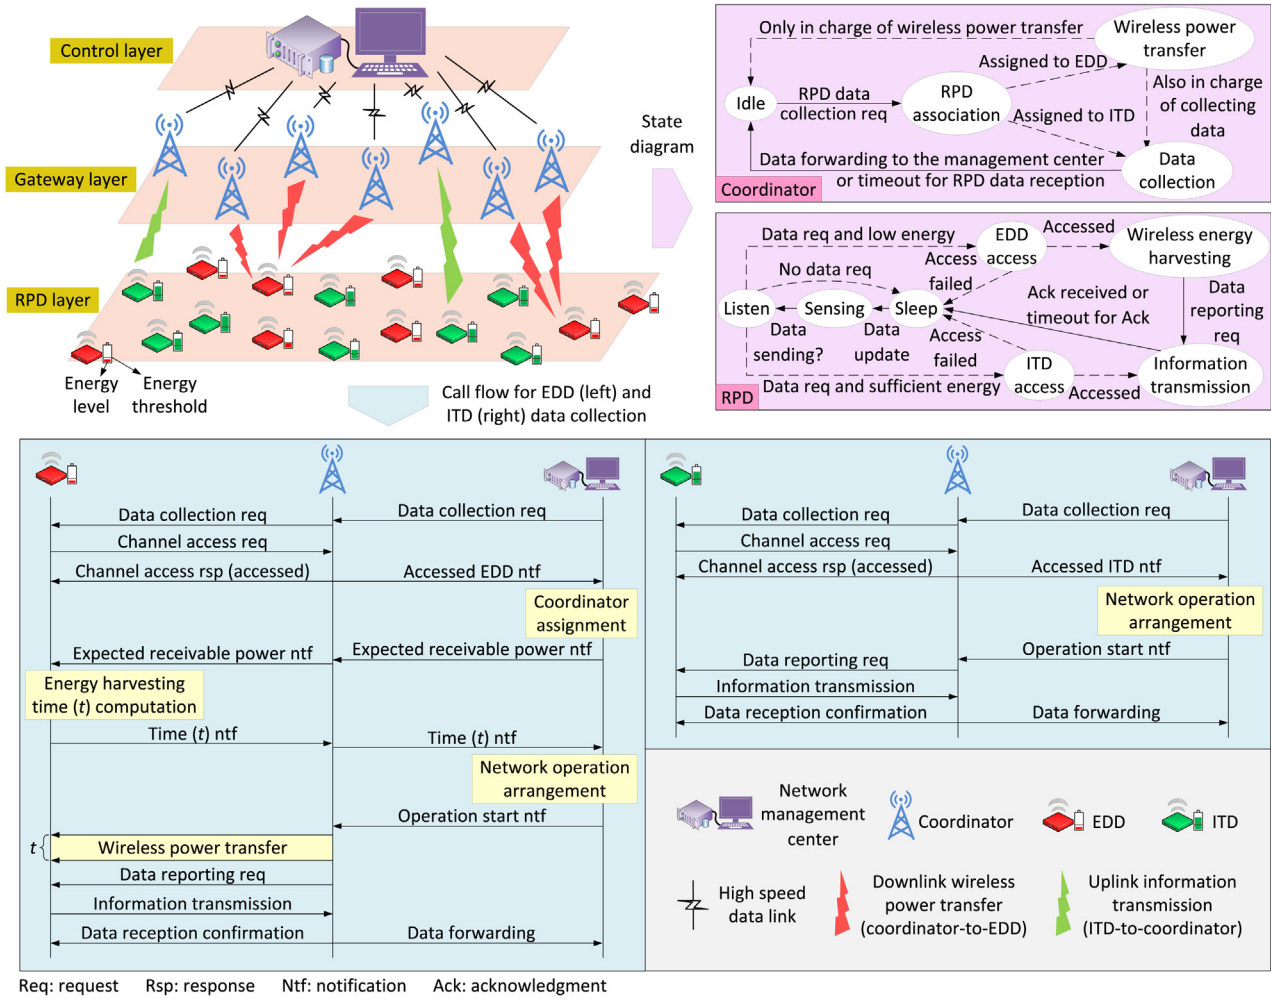 Control layer
Gateway layer
RPD layer
Energy
level
Energy
threshold
State
diagram
Call flow for EDD (left) and
ITD (right) data collection
Only in charge of wireless power transfer
Wireless power
transfer
Assigned to EDD
Idle
RPD data
collection req
RPD
association
Also in charge
of collecting
data
Assigned to ITD
Data forwarding to the management center
or timeout for RPD data reception
Data
collection
Coordinator
Data req and low energy
EDD
access
Accessed
Wireless energy
harvesting
No data req
Access
failed
Listen
Sensing
Sleep
Ack received or
timeout for Ack
Data
reporting
req
Data
sending?
Data
update
Access
failed
ITD
access
Information
transmission
Data req and sufficient energy
Accessed
RPD
Data collection req
Data collection req
Channel access req
Channel access rsp (accessed)
Accessed EDD ntf
Coordinator
assignment
Expected receivable power ntf
Expected receivable power ntf
Energy harvesting
time (t) computation
Time (t) ntf
Time (t) ntf
Network operation
arrangement
Operation start ntf
t
Wireless power transfer
Data reporting req
Information transmission
Data reception confirmation
Data forwarding
Data collection req
Data collection req
Channel access req
Channel access rsp (accessed)
Accessed ITD ntf
Network operation
arrangement
Operation start ntf
Data reporting req
Information transmission
Data reception confirmation
Data forwarding
Network
management
center
Coordinator
EDD
ITD
High speed
data link
Downlink wireless
power transfer
(coordinator-to-EDD)
Uplink information
transmission
(ITD-to-coordinator)
Req: request Rsp: response Ntf: notification Ack: acknowledgment